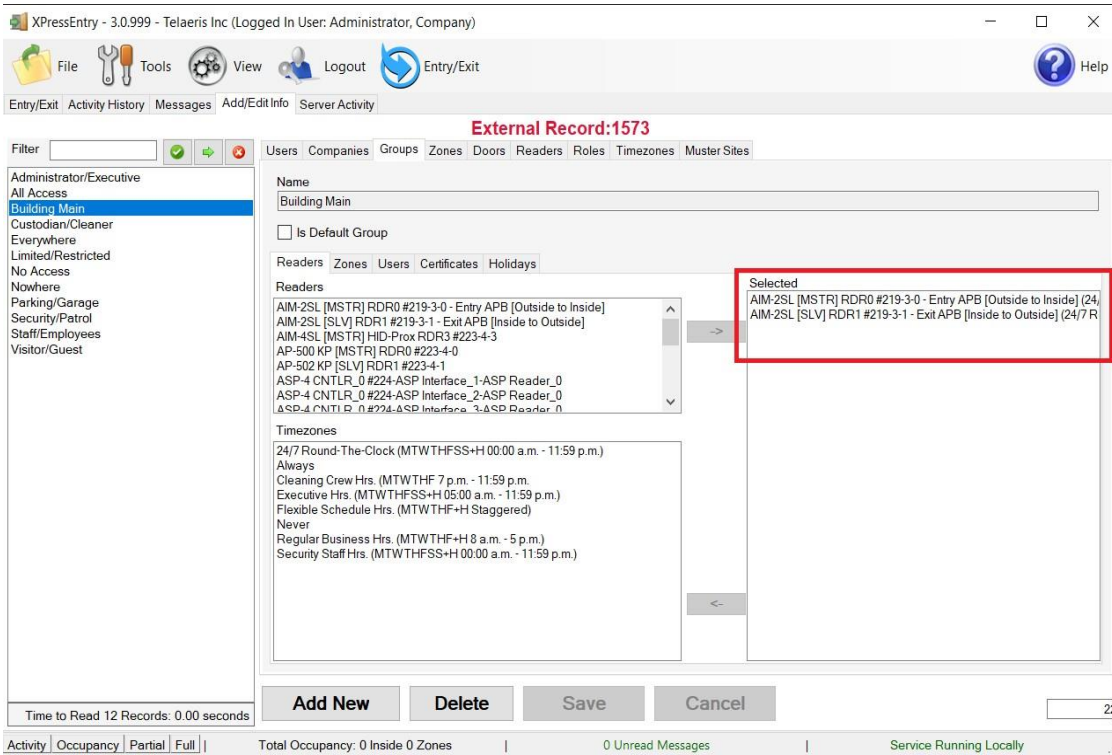 XPressEntry - 3.0.999 - Telaeris Inc (Logged In User: Administrator, Company)
File Tools View Logout Entry/Exit Help
Entry/Exit Activity History Messages Add/Edit Info Server Activity
External Record:1573
Filter
Users Companies Groups Zones Doors Readers Roles Timezones Muster Sites
Administrator/Executive
All Access
Building Main
Custodian/Cleaner
Everywhere
Limited/Restricted
No Access
Nowhere
Parking/Garage
Security/Patrol
Staff/Employees
Visitor/Guest
Time to Read 12 Records: 0.00 seconds
Name
Building Main
Is Default Group
Readers Zones Users Certificates Holidays
Readers
AIM-2SL [MSTR] RDR0 #219-3-0 - Entry APB [Outside to Inside]
AIM-2SL [SLV] RDR1 #219-3-1 - Exit APB [Inside to Outside]
AIM-4SL [MSTR] HID-Prox RDR3 #223-4-3
AP-500 KP [MSTR] RDR0 #223-4-0
AP-502 KP [SLV] RDR1 #223-4-1
ASP-4 CNTLR_0 #224-ASP Interface_1-ASP Reader_0
ASP-4 CNTLR_0 #224-ASP Interface_2-ASP Reader_0
ASP-4 CNTLR_0 #224-ASP Interface_3-ASP Reader_0
Timezones
24/7 Round-The-Clock (MTWTHFSS+H 00:00 a.m. - 11:59 p.m.)
Always
Cleaning Crew Hrs. (MTWTHF 7 p.m. - 11:59 p.m.
Executive Hrs. (MTWTHFSS+H 05:00 a.m. - 11:59 p.m.)
Flexible Schedule Hrs. (MTWTHF+H Staggered)
Never
Regular Business Hrs. (MTWTHF+H 8 a.m. - 5 p.m.)
Security Staff Hrs. (MTWTHFSS+H 00:00 a.m. - 11:59 p.m.)
->
<-
Selected
AIM-2SL [MSTR] RDR0 #219-3-0 - Entry APB [Outside to Inside] (24/
AIM-2SL [SLV] RDR1 #219-3-1 - Exit APB [Inside to Outside] (24/7 R
Add New Delete Save Cancel
Activity Occupancy Partial Full | Total Occupancy: 0 Inside 0 Zones | 0 Unread Messages | Service Running Locally